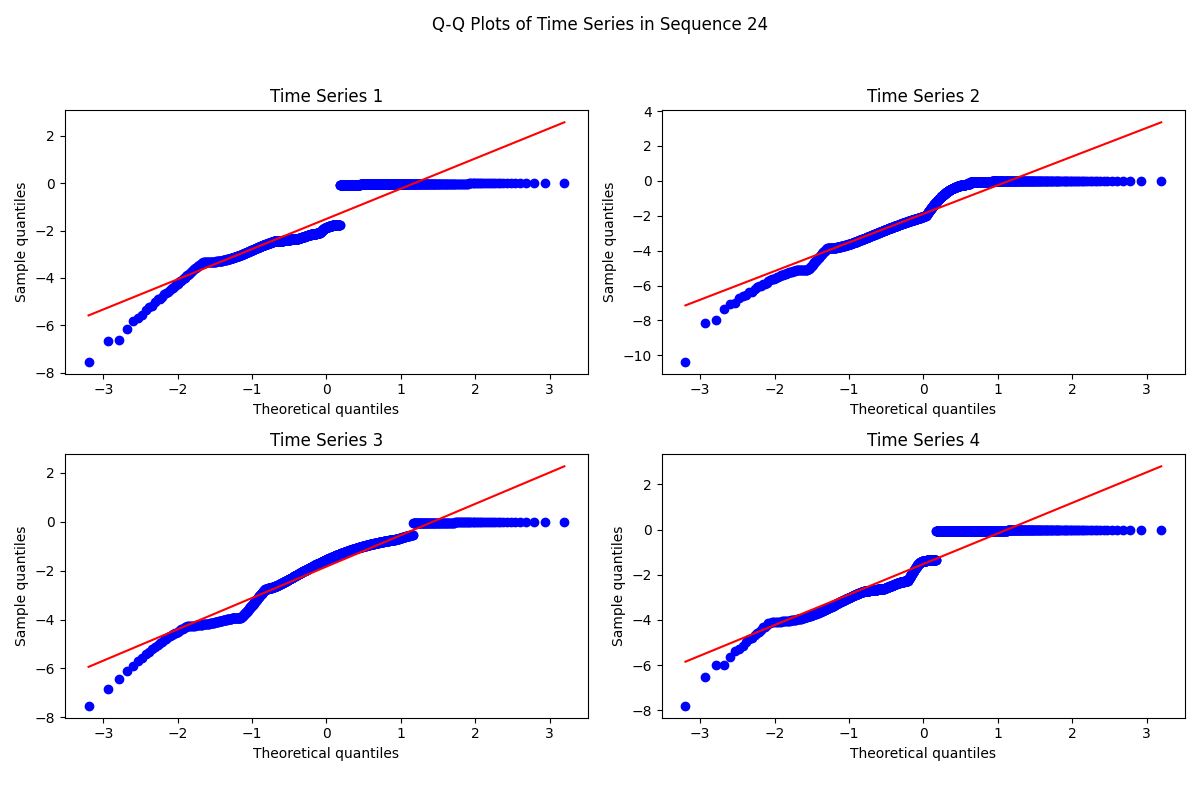 Q-Q Plots of Time Series in Sequence 24
Time Series 1
Sample quantiles
2
0
−2
−4
−6
−8
−3 −2 −1 0 1 2 3
Theoretical quantiles
Time Series 2
Sample quantiles
4
2
0
−2
−4
−6
−8
−10
−3 −2 −1 0 1 2 3
Theoretical quantiles
Time Series 3
Sample quantiles
2
0
−2
−4
−6
−8
−3 −2 −1 0 1 2 3
Theoretical quantiles
Time Series 4
Sample quantiles
2
0
−2
−4
−6
−8
−3 −2 −1 0 1 2 3
Theoretical quantiles